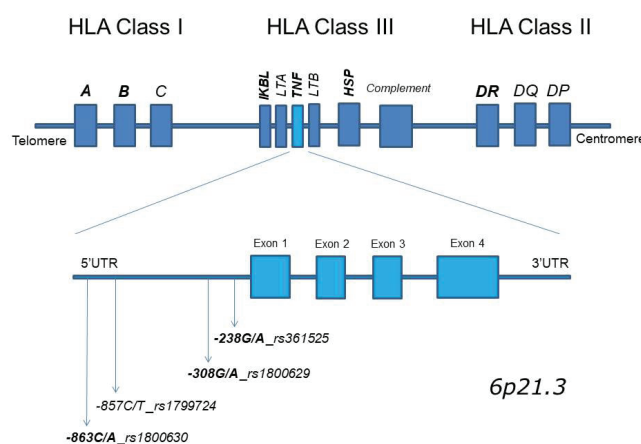 HLA Class I HLA Class III HLA Class II
A B C IKBL LTA TNF LTB HSP Complement DR DQ DP
Telomere Centromere
Exon 1 Exon 2 Exon 3 Exon 4
5'UTR 3'UTR
-238G/A_rs361525
-308G/A_rs1800629
-857C/T_rs1799724
-863C/A_rs1800630
6p21.3